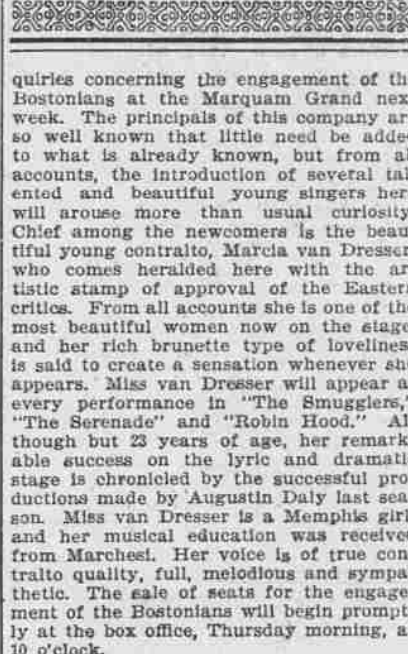 quiries concerning the engagement of th
Bostonians at the Marquam Grand nex
week. The principals of this company ar
so well known that little need be adde
to what is already known, but from al
accounts, the introduction of several tal
ented and beautiful young singers her
will arouse more than usual curiosity
Chief among the newcomers is the beau
tiful young contralto, Marcia van Dresser
who comes heralded here with the ar
tistic stamp of approval of the Eastern
critics. From all accounts she is one of th
most beautiful women now on the stage
and her rich brunette type of lovelines
is said to create a sensation whenever she
appears. Miss van Dresser will appear a
every performance in "The Smugglers,"
"The Serenade" and "Robin Hood." Al
though but 23 years of age, her remark
able success on the lyric and dramati
stage is chronicled by the successful pro
ductions made by Augustin Daly last sea
son. Miss van Dresser is a Memphis girl
and her musical education was receive
from Marchesi. Her voice is of true con
tralto quality, full, melodious and sympa
thetic. The sale of seats for the engage
ment of the Bostonians will begin prompt
ly at the box office, Thursday morning, a
10 o'clock.